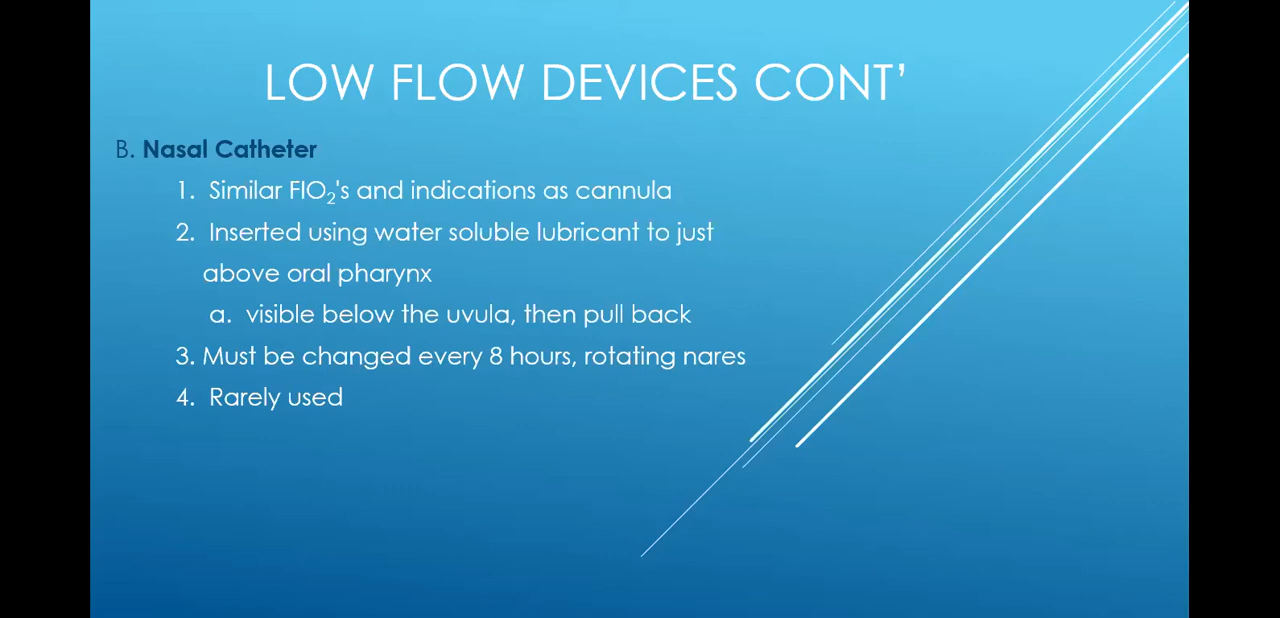 LOW FLOW DEVICES CONT'
B. Nasal Catheter
1. Similar FIO₂'s and indications as cannula
2. Inserted using water soluble lubricant to just
above oral pharynx
a. visible below the uvula, then pull back
3. Must be changed every 8 hours, rotating nares
4. Rarely used